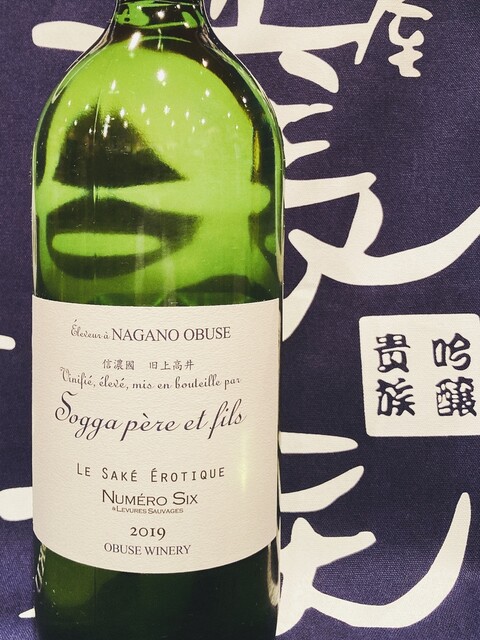 Éleveur à NAGANO OBUSE
信濃國 旧上高井
Vinifié, élevé, mis en bouteille par
Sogga père et fils
LE SAKÉ ÉROTIQUE
NUMÉRO SIX
& LEVURES SAUVAGES
2019
OBUSE WINERY
吟醸
貴族